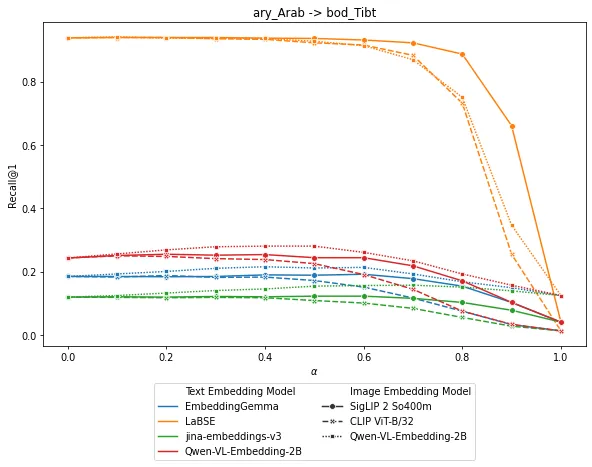 ary_Arab -> bod_Tibt
Recall@1
0.8
0.6
0.4
0.2
0.0
0.0 0.2 0.4 0.6 0.8 1.0
α
Text Embedding Model Image Embedding Model
EmbeddingGemma SigLIP 2 So400m
LaBSE CLIP ViT-B/32
jina-embeddings-v3 Qwen-VL-Embedding-2B
Qwen-VL-Embedding-2B